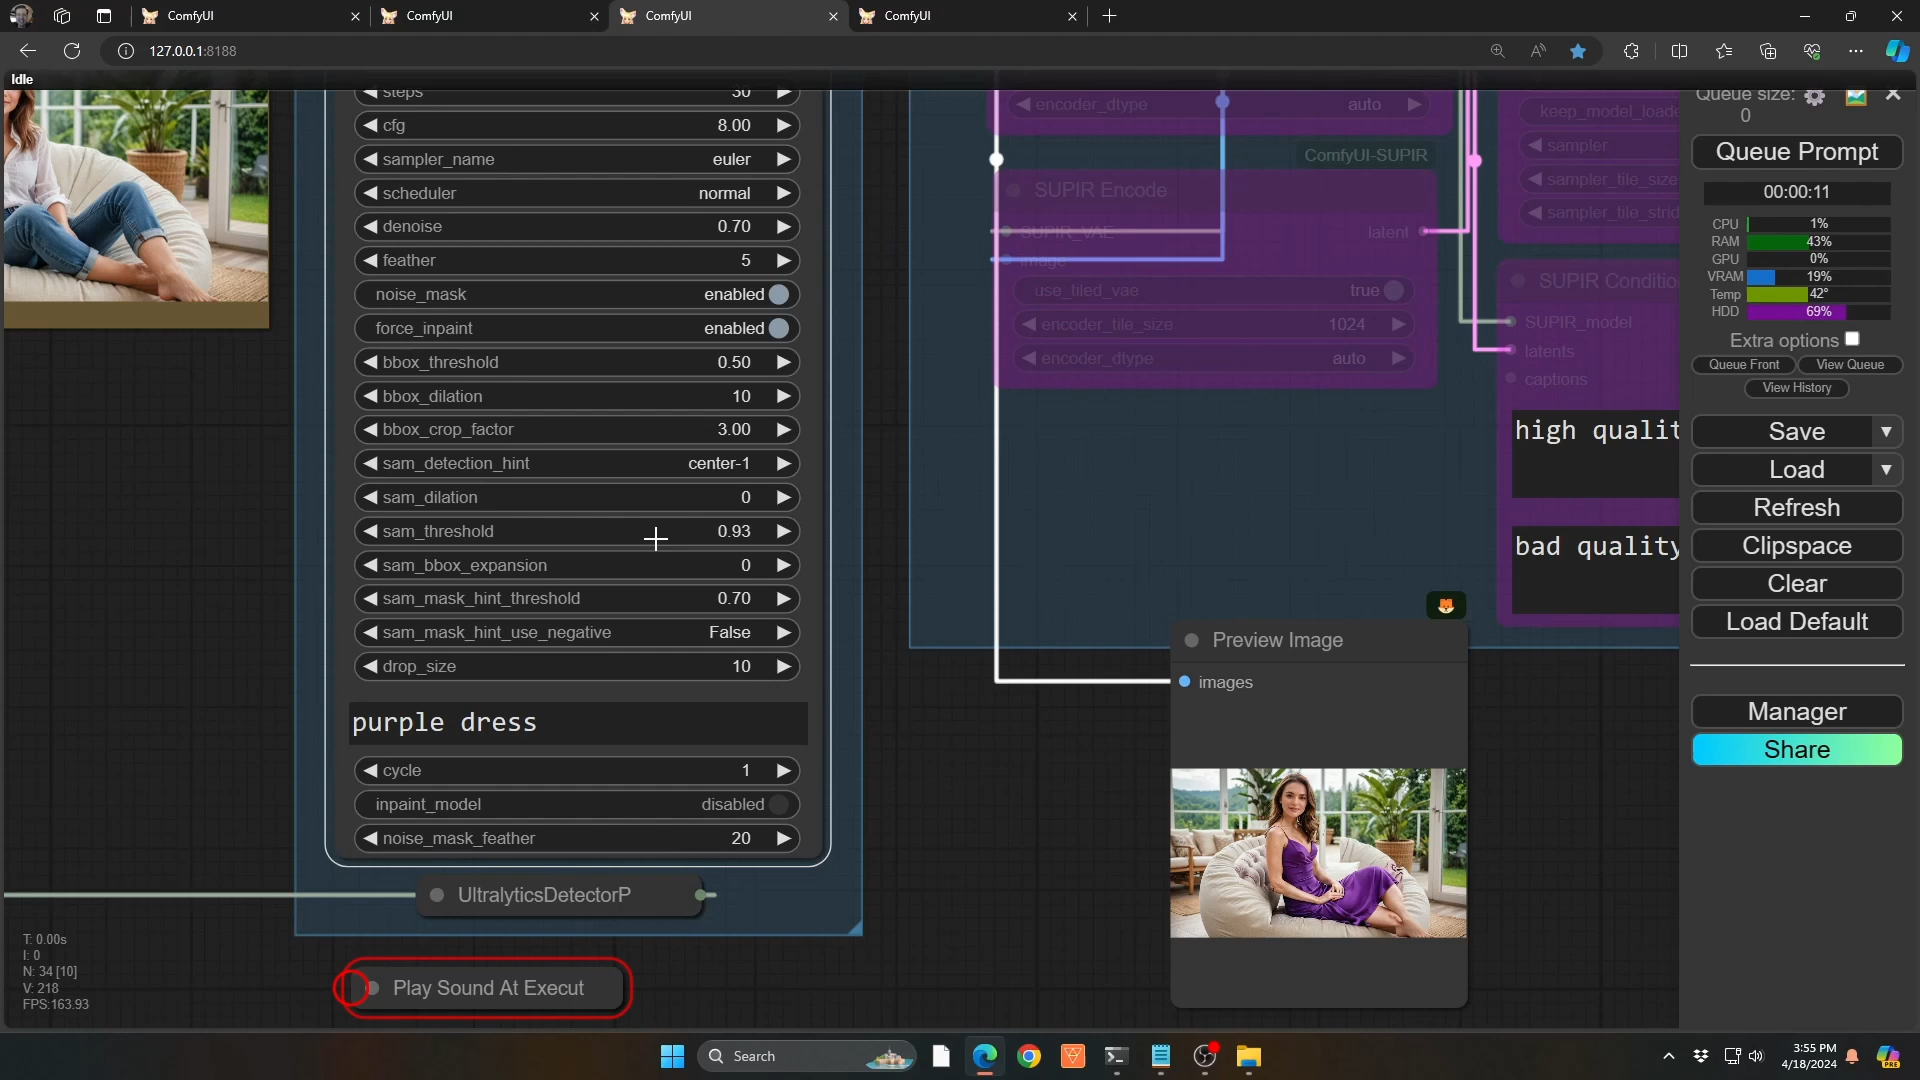 ComfyUI
ComfyUI
ComfyUI
ComfyUI
127.0.0.1:8188
Idle
steps 30
cfg 8.00
sampler_name euler
scheduler normal
denoise 0.70
feather 5
noise_mask enabled
force_inpaint enabled
bbox_threshold 0.50
bbox_dilation 10
bbox_crop_factor 3.00
sam_detection_hint center-1
sam_dilation 0
sam_threshold 0.93
sam_bbox_expansion 0
sam_mask_hint_threshold 0.70
sam_mask_hint_use_negative False
drop_size 10
purple dress
cycle 1
inpaint_model disabled
noise_mask_feather 20
UltralyticsDetectorP
Play Sound At Execut
T: 0.00s
I: 0
N: 34 [10]
V: 218
FPS:163.93
encoder_dtype auto
ComfyUI-SUPIR
SUPIR Encode
SUPIR_VAE latent
image
use_tiled_vae true
encoder_tile_size 1024
encoder_dtype auto
Preview Image
images
keep_model_loade
sampler
sampler_tile_size
sampler_tile_strid
SUPIR Conditio
SUPIR_model
latents
captions
high qualit
bad quality
Queue size:
0
Queue Prompt
00:00:11
CPU 1%
RAM 43%
GPU 0%
VRAM 19%
Temp 42°
HDD 69%
Extra options
Queue Front View Queue
View History
Save
Load
Refresh
Clipspace
Clear
Load Default
Manager
Share
Search
3:55 PM
4/18/2024
PRE